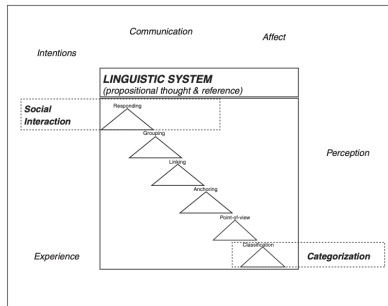 Communication
Affect
Intentions
LINGUISTIC SYSTEM
(propositional thought & reference)
Responding
Social
Interaction
Grouping
Linking
Perception
Anchoring
Point-of-view
Classification
Experience
Categorization